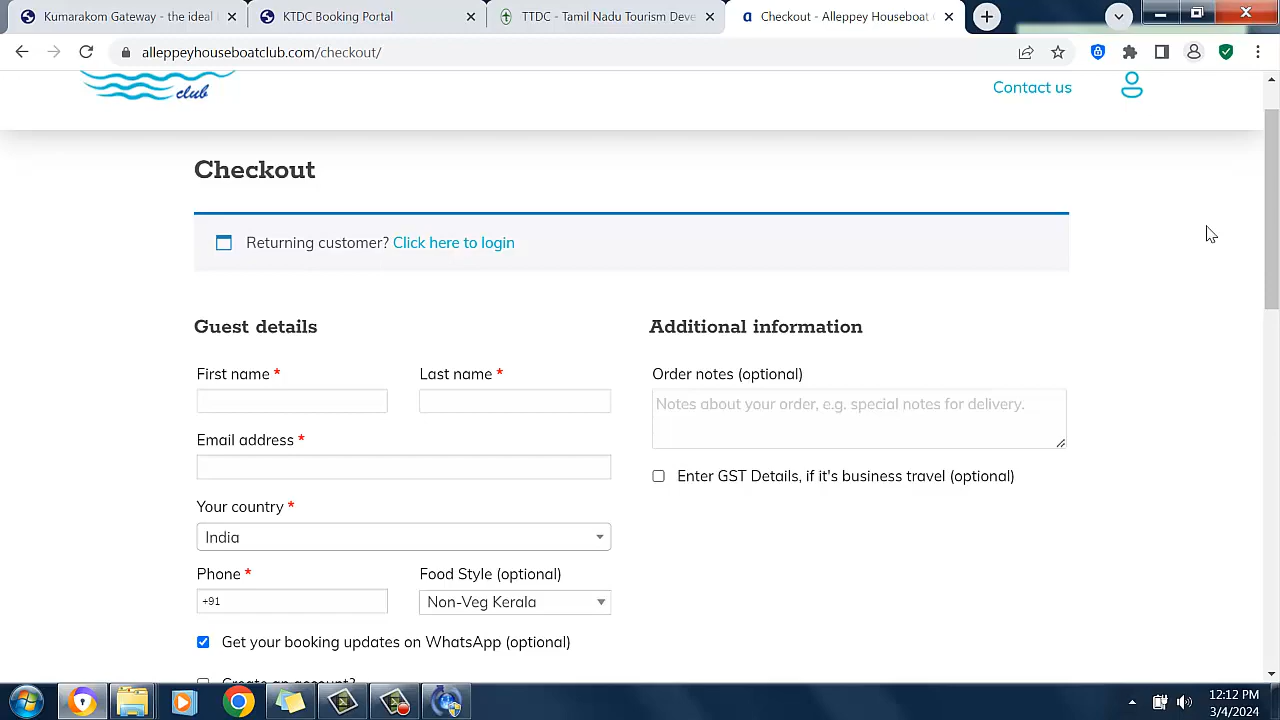 Kumarakom Gateway - the ideal
KTDC Booking Portal
TTDC - Tamil Nadu Tourism Deve
a Checkout - Alleppey Houseboat C
alleppeyhouseboatclub.com/checkout/
club
Contact us
Checkout
Returning customer? Click here to login
Guest details
Additional information
First name *
Last name *
Order notes (optional)
Notes about your order, e.g. special notes for delivery.
Email address *
Enter GST Details, if it's business travel (optional)
Your country *
India
Phone *
Food Style (optional)
+91
Non-Veg Kerala
Get your booking updates on WhatsApp (optional)
Create an account?
12:12 PM
3/4/2024